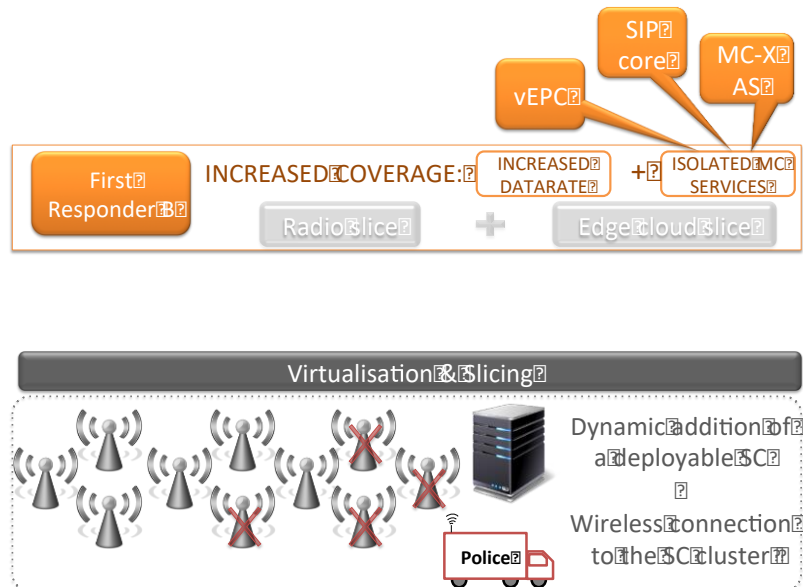 SIP
core
MC-X
AS
vEPC
First
Responder B
INCREASED COVERAGE:
INCREASED
DATARATE
+
ISOLATED MC
SERVICES
Radio slice
Edge cloud slice
Virtualisation & Slicing
Dynamic addition of
a deployable SC
Wireless connection
to the SC cluster
Police